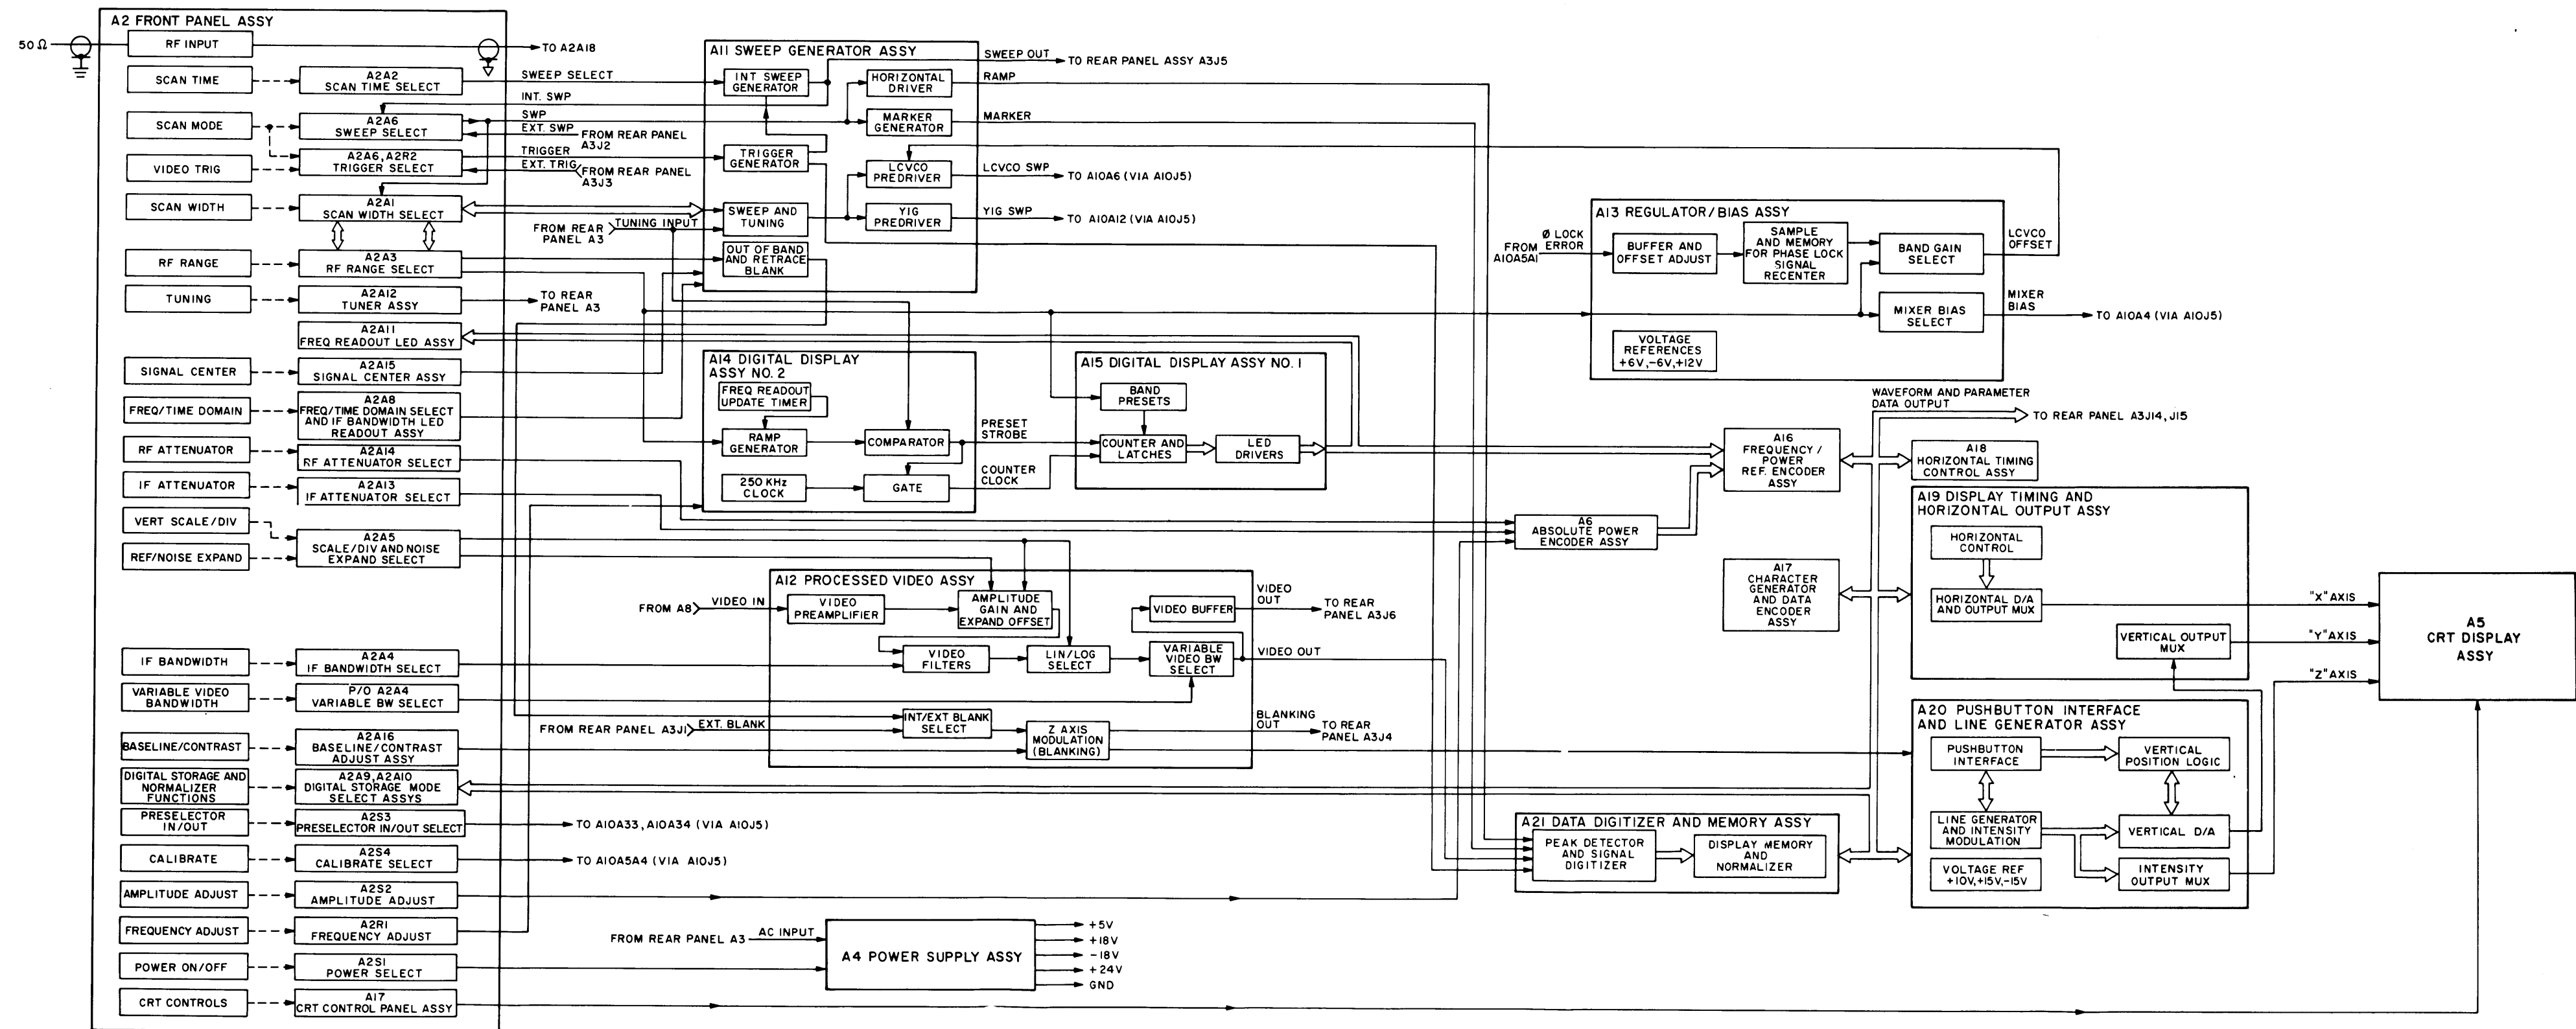 A2 FRONT PANEL ASSY
50Ω
RF INPUT
TO A2A18
SCAN TIME
A2A2
SCAN TIME SELECT
SWEEP SELECT
INT. SWP
SCAN MODE
A2A6
SWEEP SELECT
SWP
EXT. SWP
FROM REAR PANEL
A3J2
VIDEO TRIG
A2A6, A2R2
TRIGGER SELECT
TRIGGER
EXT. TRIG
FROM REAR PANEL
A3J3
SCAN WIDTH
A2A1
SCAN WIDTH SELECT
TUNING INPUT
FROM REAR
PANEL A3
RF RANGE
A2A3
RF RANGE SELECT
TUNING
A2A12
TUNER ASSY
TO REAR
PANEL A3
A2A11
FREQ READOUT LED ASSY
SIGNAL CENTER
A2A15
SIGNAL CENTER ASSY
FREQ/TIME DOMAIN
A2A8
FREQ/TIME DOMAIN SELECT
AND IF BANDWIDTH LED
READOUT ASSY
RF ATTENUATOR
A2A14
RF ATTENUATOR SELECT
IF ATTENUATOR
A2A13
IF ATTENUATOR SELECT
VERT SCALE/DIV
REF/NOISE EXPAND
A2A5
SCALE/DIV AND NOISE
EXPAND SELECT
IF BANDWIDTH
A2A4
IF BANDWIDTH SELECT
VARIABLE VIDEO
BANDWIDTH
P/O A2A4
VARIABLE BW SELECT
BASELINE/CONTRAST
A2A16
BASELINE/CONTRAST
ADJUST ASSY
DIGITAL STORAGE AND
NORMALIZER
FUNCTIONS
A2A9, A2A10
DIGITAL STORAGE MODE
SELECT ASSYS
PRESELECTOR
IN/OUT
A2S3
PRESELECTOR IN/OUT SELECT
TO A10A33, A10A34 (VIA A10J5)
CALIBRATE
A2S4
CALIBRATE SELECT
TO A10A5A4 (VIA A10J5)
AMPLITUDE ADJUST
A2S2
AMPLITUDE ADJUST
FREQUENCY ADJUST
A2R1
FREQUENCY ADJUST
POWER ON/OFF
A2S1
POWER SELECT
CRT CONTROLS
A17
CRT CONTROL PANEL ASSY
A11 SWEEP GENERATOR ASSY
INT SWEEP
GENERATOR
HORIZONTAL
DRIVER
MARKER
GENERATOR
TRIGGER
GENERATOR
LCVCO
PREDRIVER
SWEEP AND
TUNING
YIG
PREDRIVER
OUT OF BAND
AND RETRACE
BLANK
SWEEP OUT
TO REAR PANEL ASSY A3J5
RAMP
MARKER
LCVCO SWP
TO A10A6 (VIA A10J5)
YIG SWP
TO A10A12 (VIA A10J5)
A14 DIGITAL DISPLAY
ASSY NO. 2
FREQ READOUT
UPDATE TIMER
RAMP
GENERATOR
COMPARATOR
250 KHz
CLOCK
GATE
PRESET
STROBE
COUNTER
CLOCK
A15 DIGITAL DISPLAY ASSY NO. 1
BAND
PRESETS
COUNTER AND
LATCHES
LED
DRIVERS
A12 PROCESSED VIDEO ASSY
FROM A8
VIDEO IN
VIDEO
PREAMPLIFIER
AMPLITUDE
GAIN AND
EXPAND OFFSET
VIDEO BUFFER
VIDEO
OUT
TO REAR
PANEL A3J6
VIDEO
FILTERS
LIN/LOG
SELECT
VARIABLE
VIDEO BW
SELECT
VIDEO OUT
FROM REAR PANEL A3J1
EXT. BLANK
INT/EXT BLANK
SELECT
Z AXIS
MODULATION
(BLANKING)
BLANKING
OUT
TO REAR
PANEL A3J4
FROM REAR PANEL A3
AC INPUT
A4 POWER SUPPLY ASSY
+5V
+18V
-18V
+24V
GND
A13 REGULATOR/BIAS ASSY
Ø LOCK
ERROR
FROM
A10A5A1
BUFFER AND
OFFSET ADJUST
SAMPLE
AND MEMORY
FOR PHASE LOCK
SIGNAL
RECENTER
BAND GAIN
SELECT
LCVCO
OFFSET
MIXER BIAS
SELECT
MIXER
BIAS
TO A10A4 (VIA A10J5)
VOLTAGE
REFERENCES
+6V,-6V,+12V
WAVEFORM AND PARAMETER
DATA OUTPUT
TO REAR PANEL A3J14, J15
A16
FREQUENCY/
POWER
REF. ENCODER
ASSY
A18
HORIZONTAL TIMING
CONTROL ASSY
A6
ABSOLUTE POWER
ENCODER ASSY
A17
CHARACTER
GENERATOR
AND DATA
ENCODER
ASSY
A19 DISPLAY TIMING AND
HORIZONTAL OUTPUT ASSY
HORIZONTAL
CONTROL
HORIZONTAL D/A
AND OUTPUT MUX
VERTICAL OUTPUT
MUX
"X" AXIS
"Y" AXIS
"Z" AXIS
A5
CRT DISPLAY
ASSY
A20 PUSHBUTTON INTERFACE
AND LINE GENERATOR ASSY
PUSHBUTTON
INTERFACE
VERTICAL
POSITION LOGIC
LINE GENERATOR
AND INTENSITY
MODULATION
VERTICAL D/A
VOLTAGE REF
+10V,+15V,-15V
INTENSITY
OUTPUT MUX
A21 DATA DIGITIZER AND MEMORY ASSY
PEAK DETECTOR
AND SIGNAL
DIGITIZER
DISPLAY MEMORY
AND
NORMALIZER